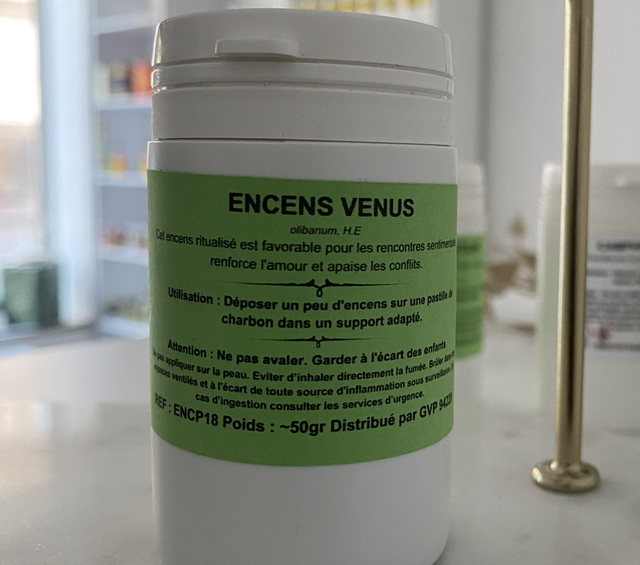 ENCENS VENUS
olibanum, H.E
Cet encens ritualisé est favorable pour les rencontres
renforce l'amour et apaise les conflits.
Utilisation : Déposer un peu d'encens sur une pastille de
charbon dans un support adapté.
Attention : Ne pas avaler. Garder à l'écart des enfants
pas appliquer sur la peau. Eviter d'inhaler directement la fumée. Brûler
espaces ventilés et à l'écart de toute source d'inflammation sous
cas d'ingestion consulter les services d'urgence.
REF : ENCP18 Poids : ~50gr Distribué par GVP